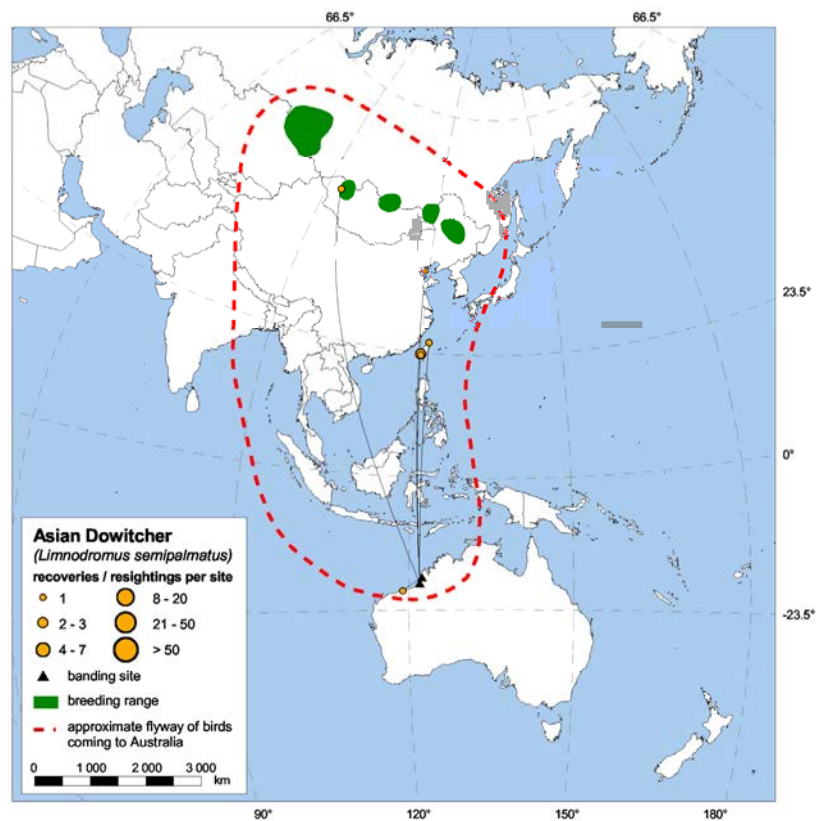 66.5°
66.5°
23.5°
0°
-23.5°
Asian Dowitcher
(Limnodromus semipalmatus)
recoveries / resightings per site
1
8 - 20
2 - 3
21 - 50
4 - 7
> 50
banding site
breeding range
approximate flyway of birds
coming to Australia
0 1 000 2 000 3 000
km
90°
120°
150°
180°